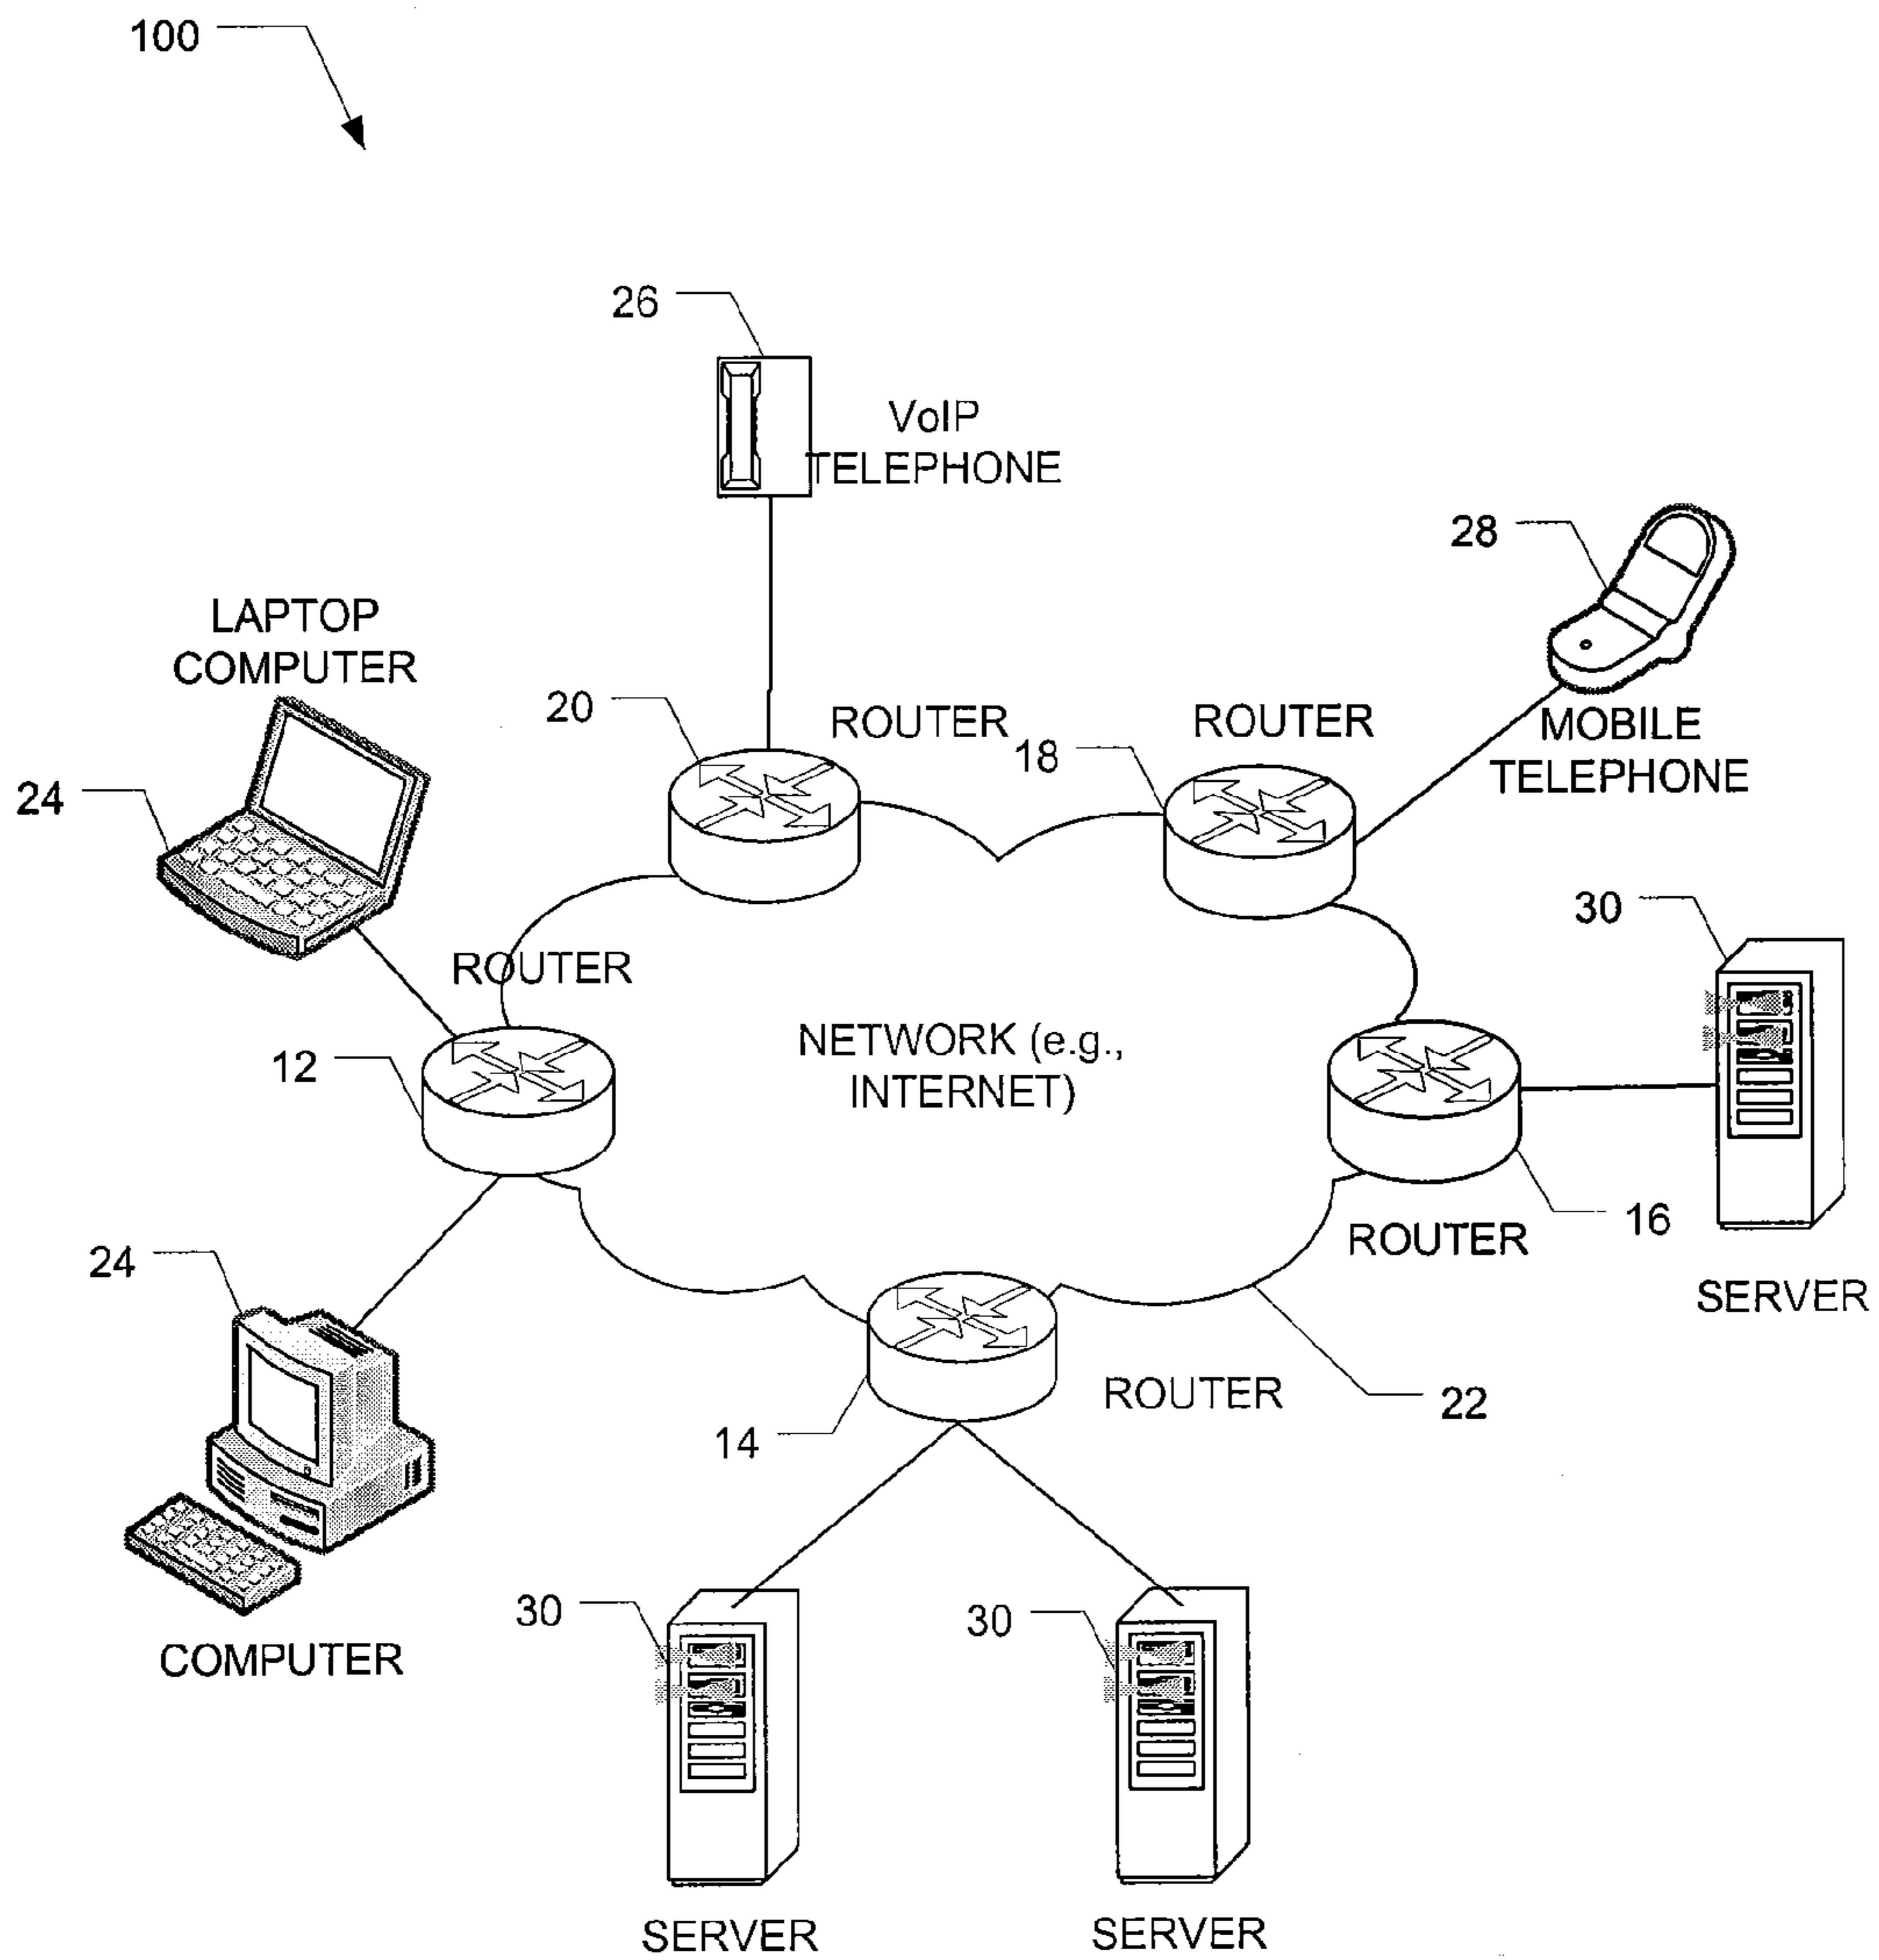 100
26
VoIP
TELEPHONE
28
LAPTOP
COMPUTER
20
ROUTER
18
ROUTER
MOBILE
TELEPHONE
24
30
ROUTER
12
NETWORK (e.g.,
INTERNET)
16
ROUTER
24
SERVER
14
ROUTER
22
30
30
COMPUTER
SERVER
SERVER